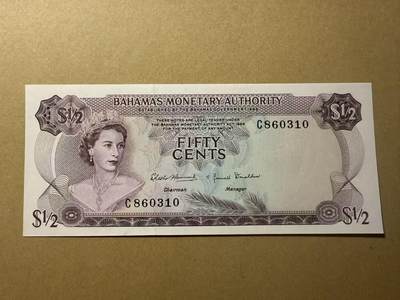 BAHAMAS MONETARY AUTHORITY
ESTABLISHED BY THE BAHAMAS GOVERNMENT 1968
$½ $½
THESE NOTES ARE LEGAL TENDER UNDER
THE BAHAMAS MONETARY AUTHORITY ACT 1968
FOR THE PAYMENT OF ANY AMOUNT
C860310
FIFTY
CENTS
C860310
Chairman Manager
$½ $½